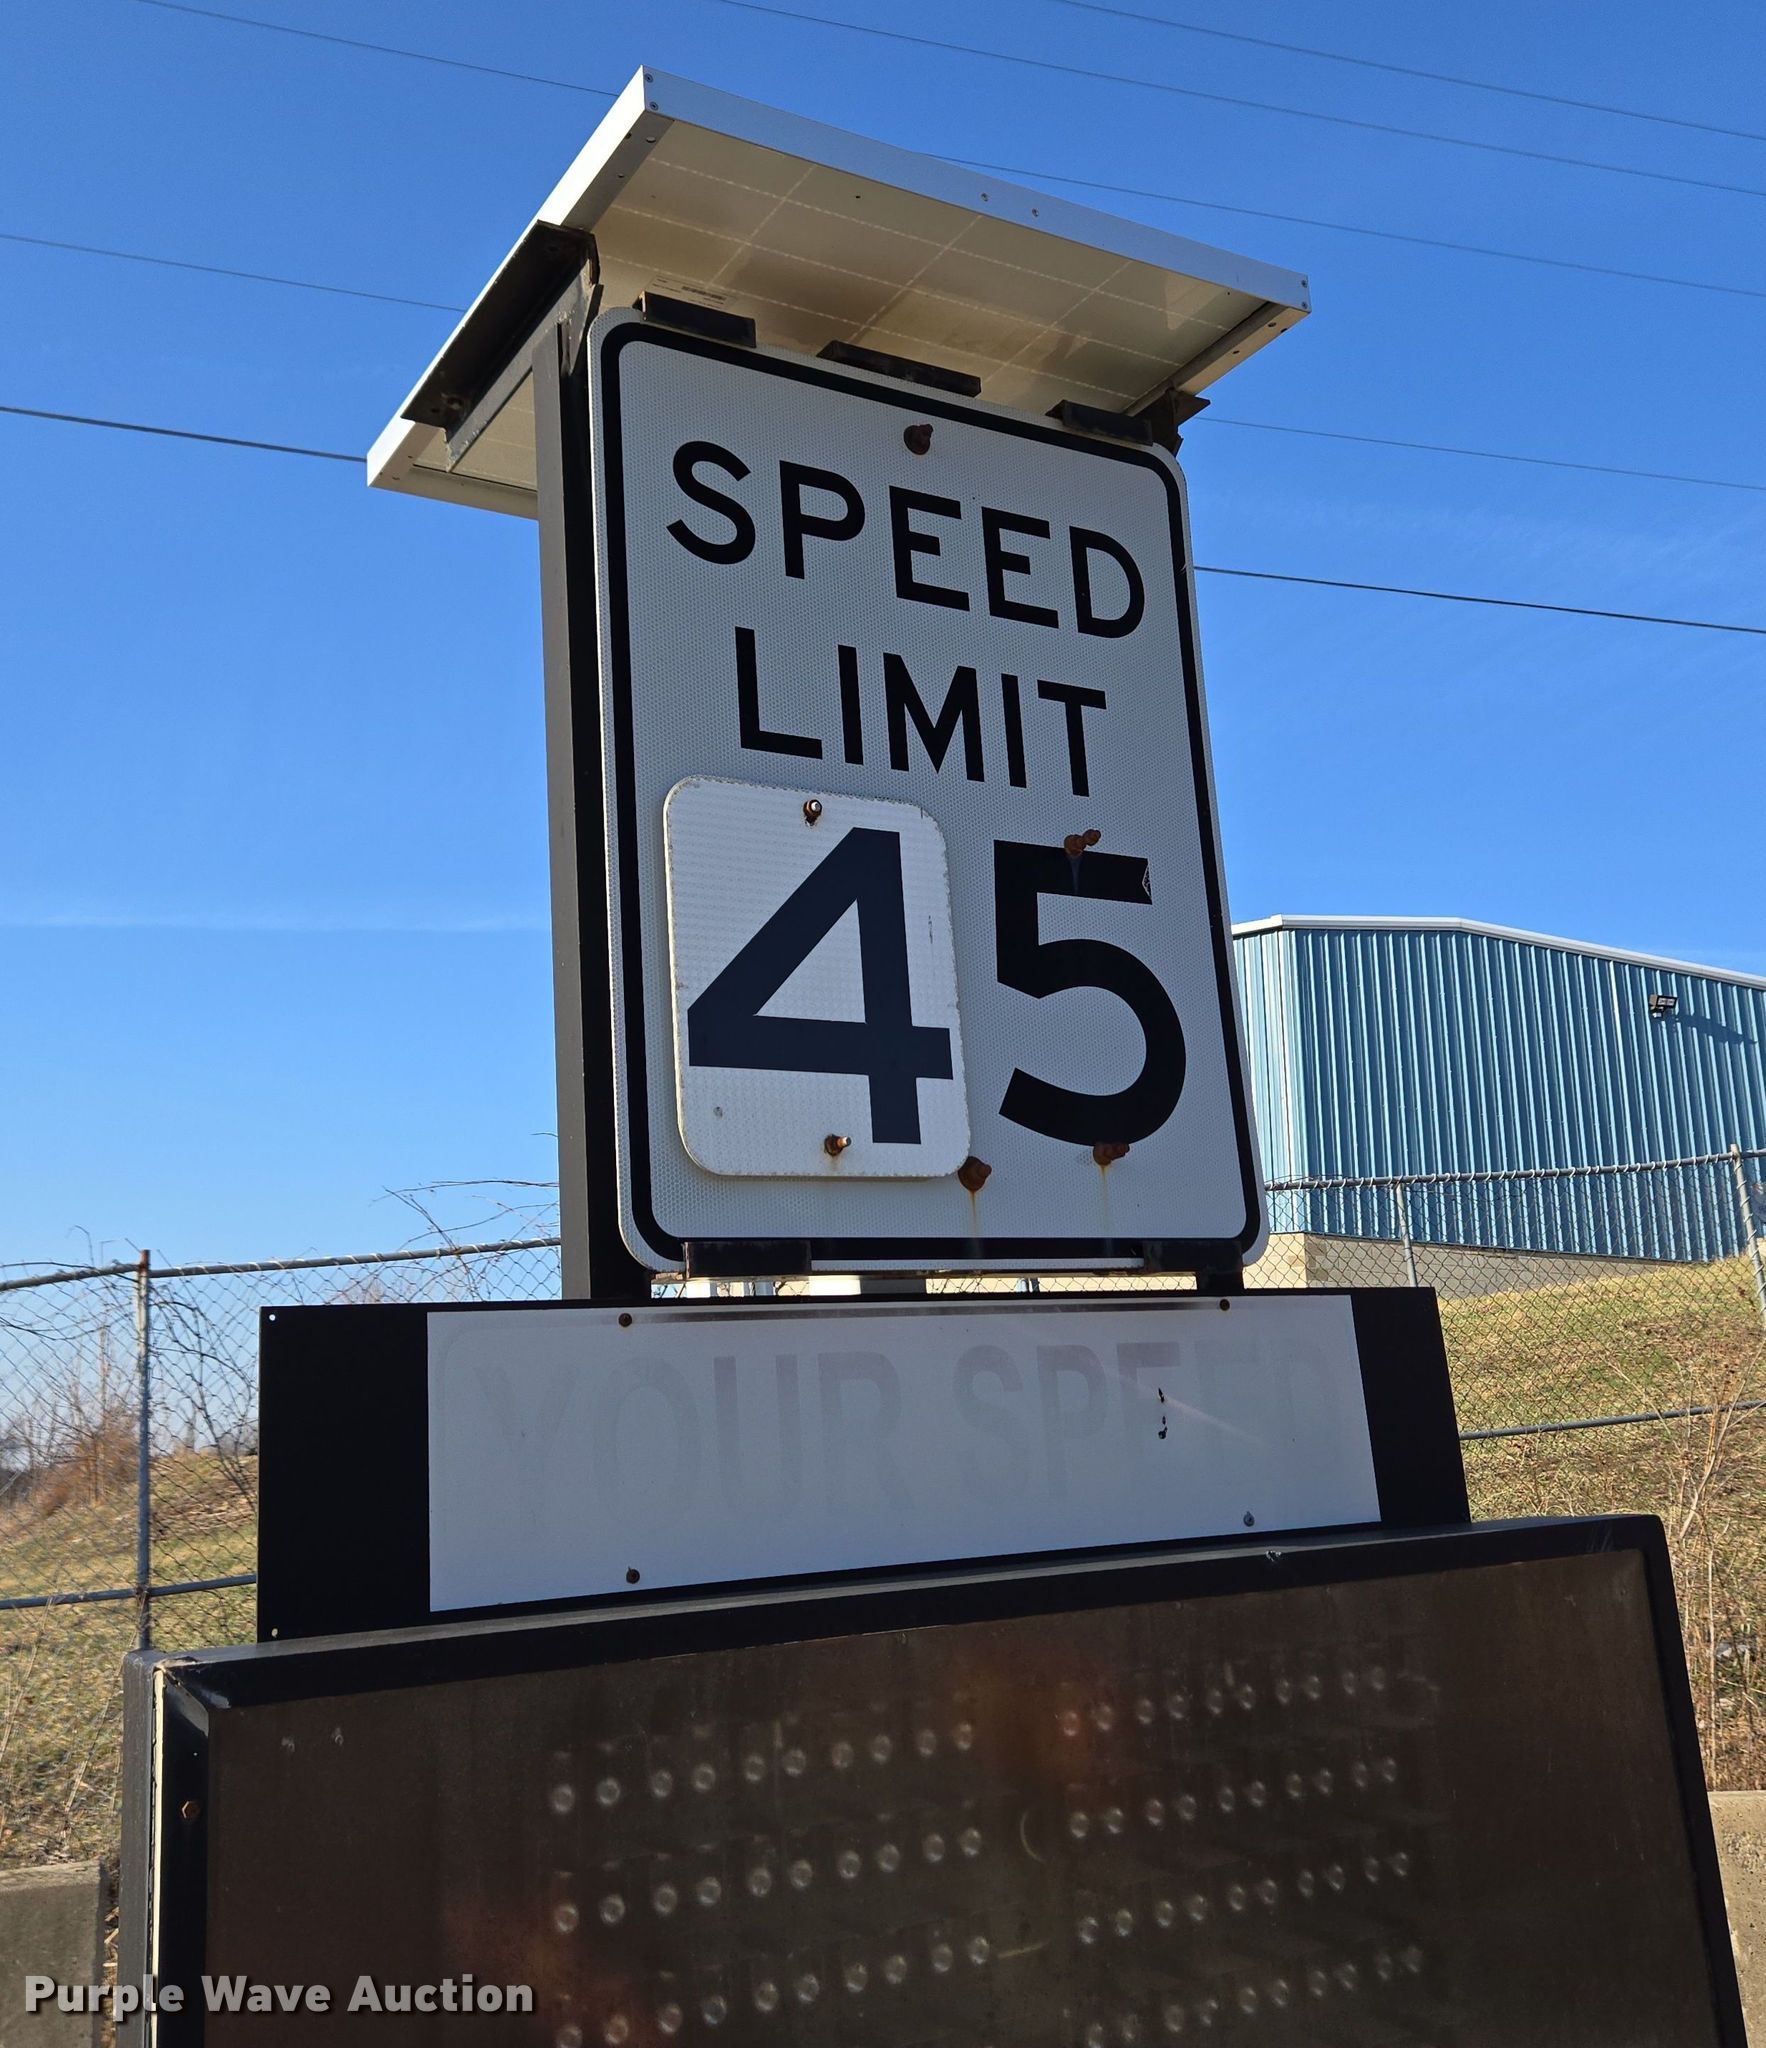 SPEED
LIMIT
45
YOUR SPEED
Purple Wave Auction